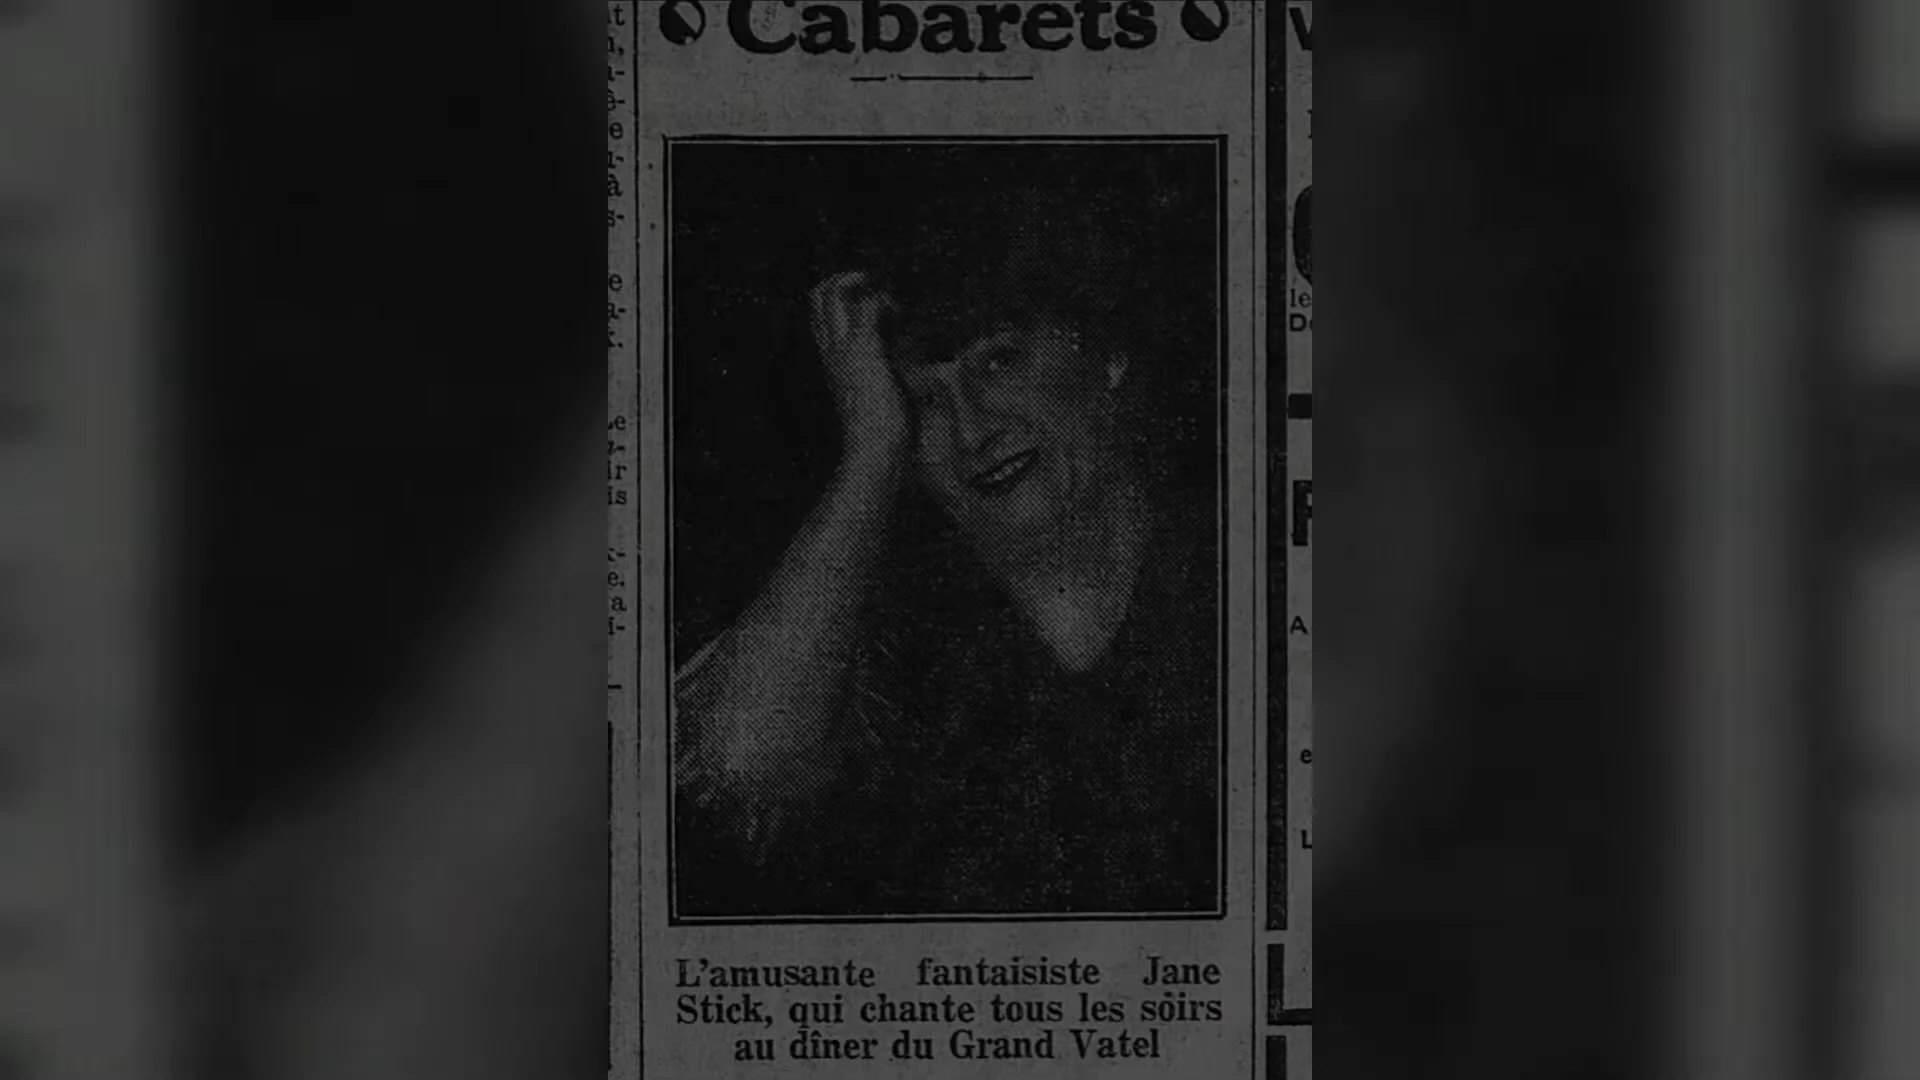 Cabarets
L'amusante fantaisiste Jane
Stick, qui chante tous les soirs
au dîner du Grand Vatel